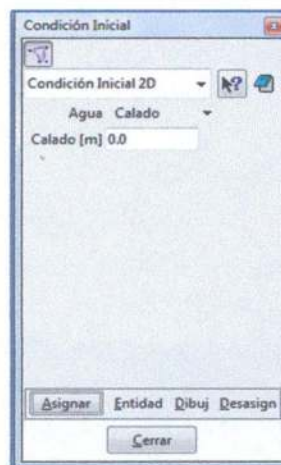 Condición Inicial
Condición Inicial 2D
Agua Calado
Calado [m] 0.0
Asignar Entidad Dibuj Desasign
Cerrar